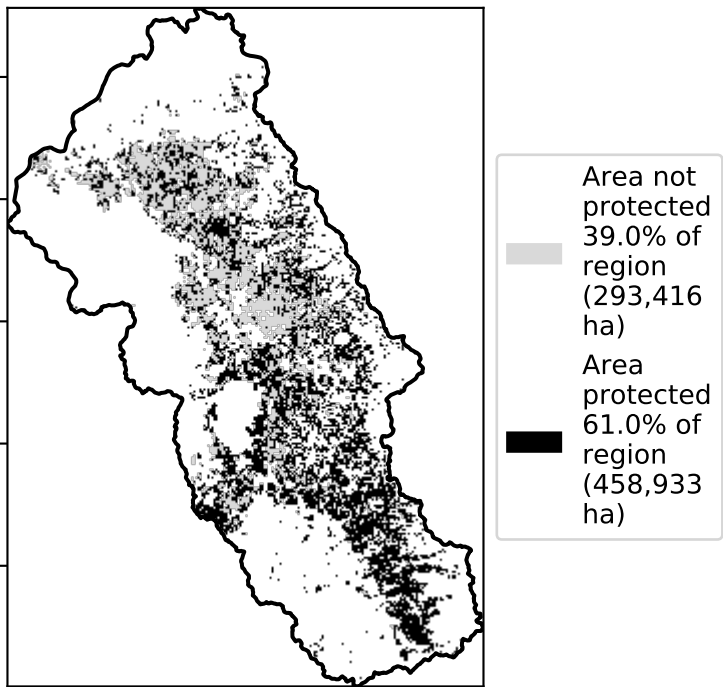 Area not
protected
39.0% of
region
(293,416
ha)
Area
protected
61.0% of
region
(458,933
ha)